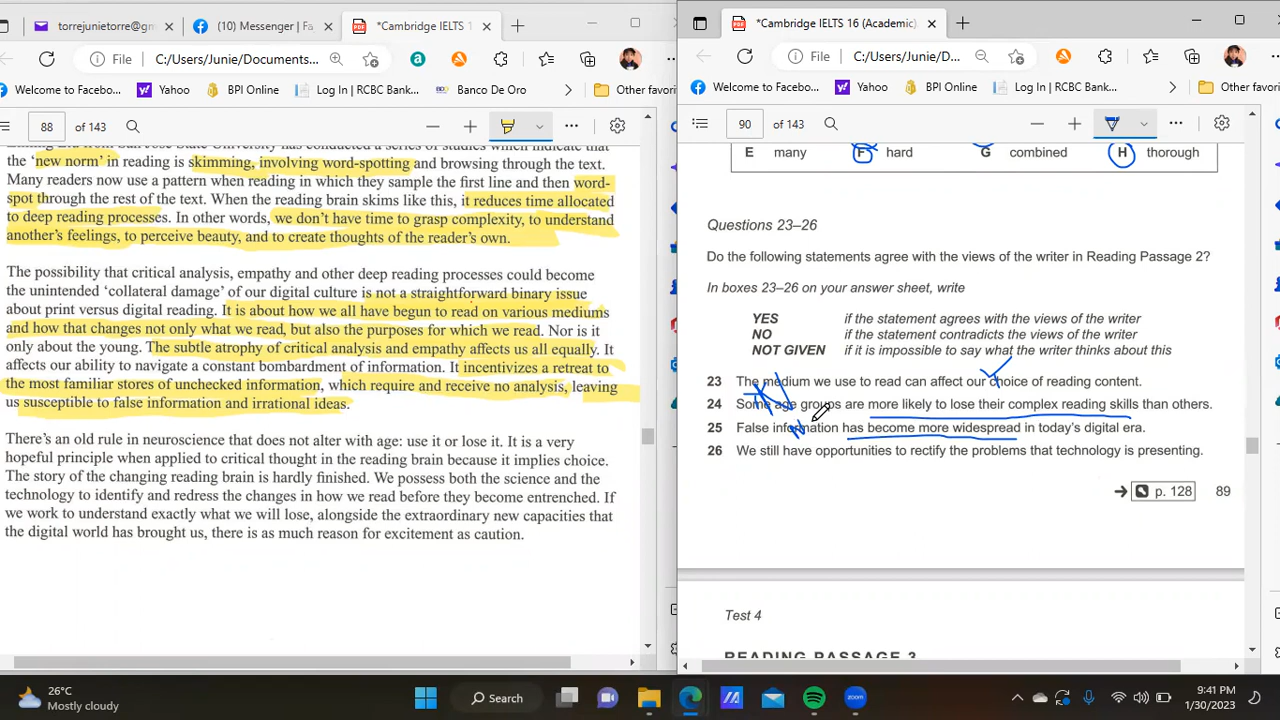 torrejunietorre@gm
(10) Messenger | Fa
*Cambridge IELTS 1
File
C:/Users/Junie/Documents...
Welcome to Facebo...
Yahoo
BPI Online
Log In | RCBC Bank...
Banco De Oro
Other favori
88 of 143
the ‘new norm’ in reading is skimming, involving word-spotting and browsing through the text.
Many readers now use a pattern when reading in which they sample the first line and then word-
spot through the rest of the text. When the reading brain skims like this, it reduces time allocated
to deep reading processes. In other words, we don’t have time to grasp complexity, to understand
another’s feelings, to perceive beauty, and to create thoughts of the reader’s own.
The possibility that critical analysis, empathy and other deep reading processes could become
the unintended ‘collateral damage’ of our digital culture is not a straightforward binary issue
about print versus digital reading. It is about how we all have begun to read on various mediums
and how that changes not only what we read, but also the purposes for which we read. Nor is it
only about the young. The subtle atrophy of critical analysis and empathy affects us all equally. It
affects our ability to navigate a constant bombardment of information. It incentivizes a retreat to
the most familiar stores of unchecked information, which require and receive no analysis, leaving
us susceptible to false information and irrational ideas.
There’s an old rule in neuroscience that does not alter with age: use it or lose it. It is a very
hopeful principle when applied to critical thought in the reading brain because it implies choice.
The story of the changing reading brain is hardly finished. We possess both the science and the
technology to identify and redress the changes in how we read before they become entrenched. If
we work to understand exactly what we will lose, alongside the extraordinary new capacities that
the digital world has brought us, there is as much reason for excitement as caution.
*Cambridge IELTS 16 (Academic).
File
C:/Users/Junie/D...
Welcome to Facebo...
Yahoo
BPI Online
Log In | RCBC Bank...
Other favor
90 of 143
E many F hard G combined H thorough
Questions 23–26
Do the following statements agree with the views of the writer in Reading Passage 2?
In boxes 23–26 on your answer sheet, write
YES if the statement agrees with the views of the writer
NO if the statement contradicts the views of the writer
NOT GIVEN if it is impossible to say what the writer thinks about this
23 The medium we use to read can affect our choice of reading content.
24 Some age groups are more likely to lose their complex reading skills than others.
25 False information has become more widespread in today’s digital era.
26 We still have opportunities to rectify the problems that technology is presenting.
p. 128 89
Test 4
READING PASSAGE 3
26°C
Mostly cloudy
Search
9:41 PM
1/30/2023